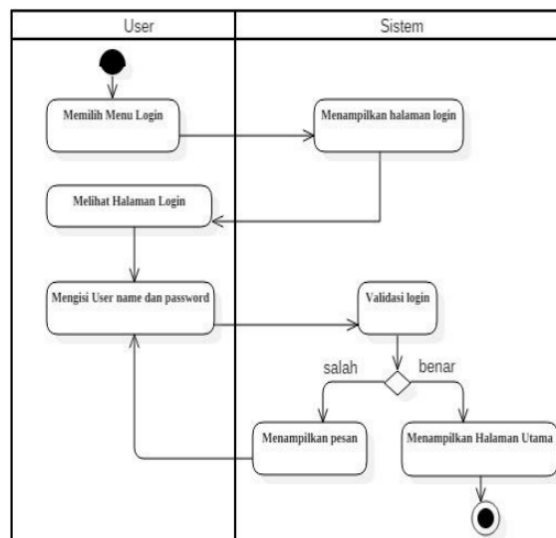 User
Sistem
Memilih Menu Login
Menampilkan halaman login
Melihat Halaman Login
Mengisi User name dan password
Validasi login
salah
benar
Menampilkan pesan
Menampilkan Halaman Utama